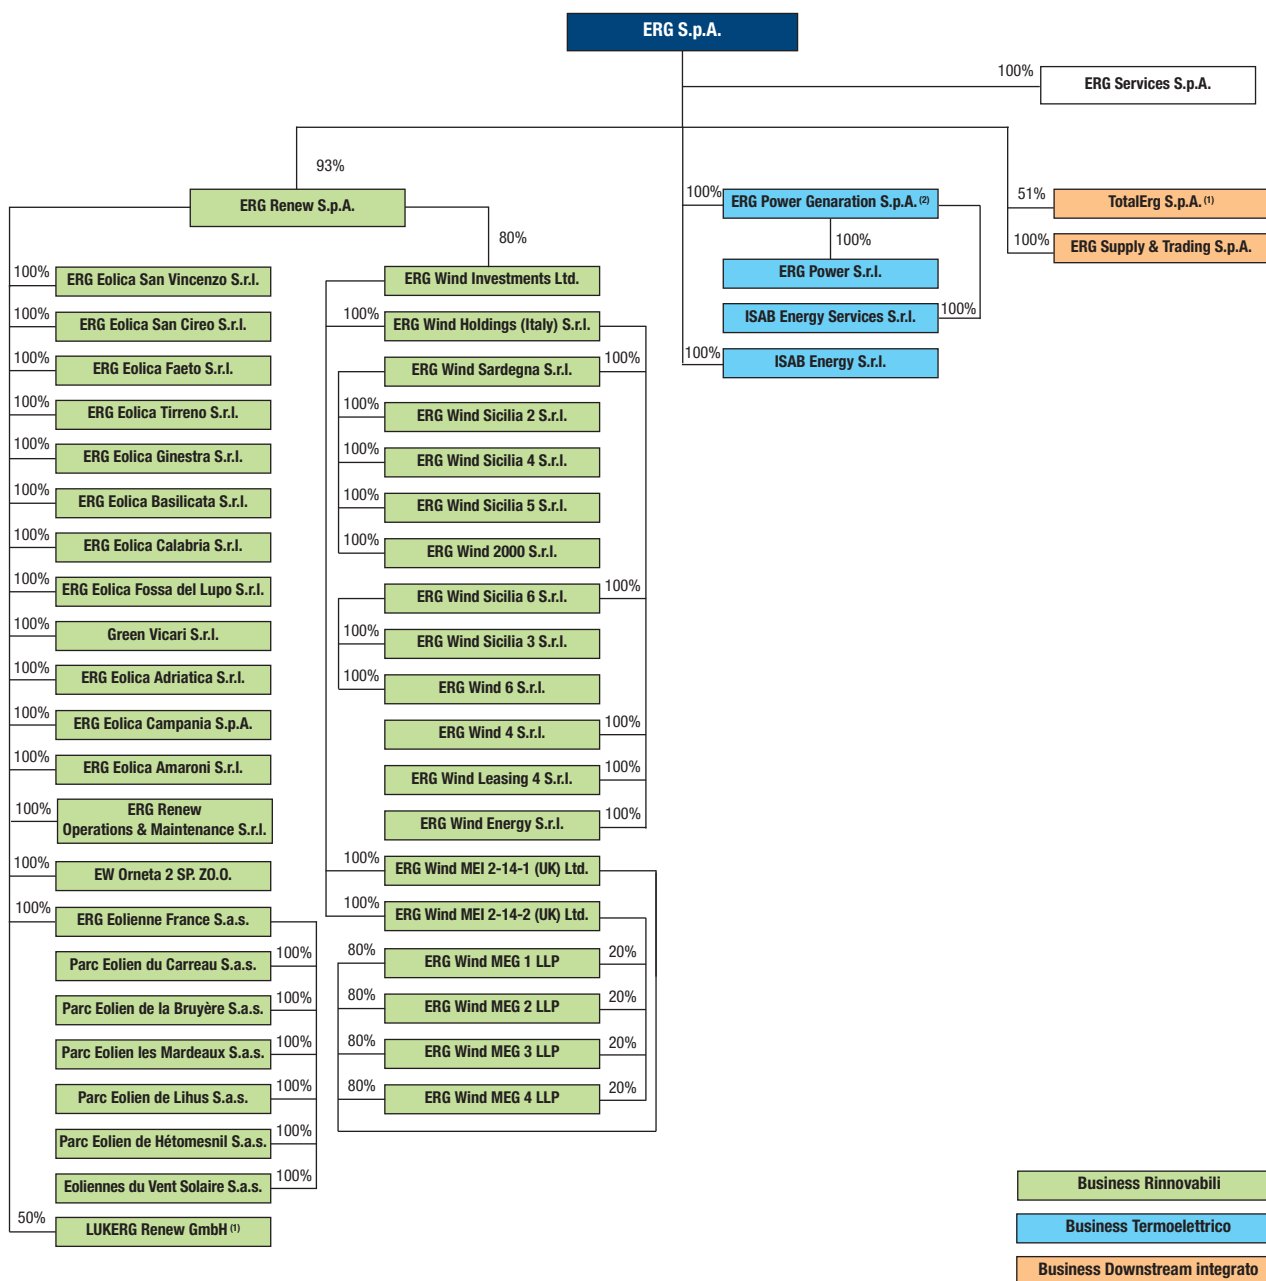 ERG S.p.A.
100%
ERG Services S.p.A.
93%
ERG Renew S.p.A.
100%
ERG Power Genaration S.p.A. (2)
51%
TotalErg S.p.A. (1)
80%
100%
100%
ERG Supply & Trading S.p.A.
100%
ERG Eolica San Vincenzo S.r.l.
ERG Wind Investments Ltd.
ERG Power S.r.l.
100%
ERG Eolica San Cireo S.r.l.
100%
ERG Wind Holdings (Italy) S.r.l.
ISAB Energy Services S.r.l.
100%
100%
ERG Eolica Faeto S.r.l.
ERG Wind Sardegna S.r.l.
100%
100%
ISAB Energy S.r.l.
100%
ERG Eolica Tirreno S.r.l.
100%
ERG Wind Sicilia 2 S.r.l.
100%
ERG Eolica Ginestra S.r.l.
100%
ERG Wind Sicilia 4 S.r.l.
100%
ERG Eolica Basilicata S.r.l.
100%
ERG Wind Sicilia 5 S.r.l.
100%
ERG Eolica Calabria S.r.l.
100%
ERG Wind 2000 S.r.l.
100%
ERG Eolica Fossa del Lupo S.r.l.
ERG Wind Sicilia 6 S.r.l.
100%
100%
Green Vicari S.r.l.
100%
ERG Wind Sicilia 3 S.r.l.
100%
ERG Eolica Adriatica S.r.l.
100%
ERG Wind 6 S.r.l.
100%
ERG Eolica Campania S.p.A.
ERG Wind 4 S.r.l.
100%
100%
ERG Eolica Amaroni S.r.l.
ERG Wind Leasing 4 S.r.l.
100%
100%
ERG Renew
Operations & Maintenance S.r.l.
ERG Wind Energy S.r.l.
100%
100%
EW Orneta 2 SP. ZO.O.
100%
ERG Wind MEI 2-14-1 (UK) Ltd.
100%
ERG Eolienne France S.a.s.
100%
ERG Wind MEI 2-14-2 (UK) Ltd.
Parc Eolien du Carreau S.a.s.
100%
80%
ERG Wind MEG 1 LLP
20%
Parc Eolien de la Bruyère S.a.s.
100%
80%
ERG Wind MEG 2 LLP
20%
Parc Eolien les Mardeaux S.a.s.
100%
80%
ERG Wind MEG 3 LLP
20%
Parc Eolien de Lihus S.a.s.
100%
80%
ERG Wind MEG 4 LLP
20%
Parc Eolien de Hétomesnil S.a.s.
100%
Eoliennes du Vent Solaire S.a.s.
100%
50%
LUKERG Renew GmbH (1)
Business Rinnovabili
Business Termoelettrico
Business Downstream integrato